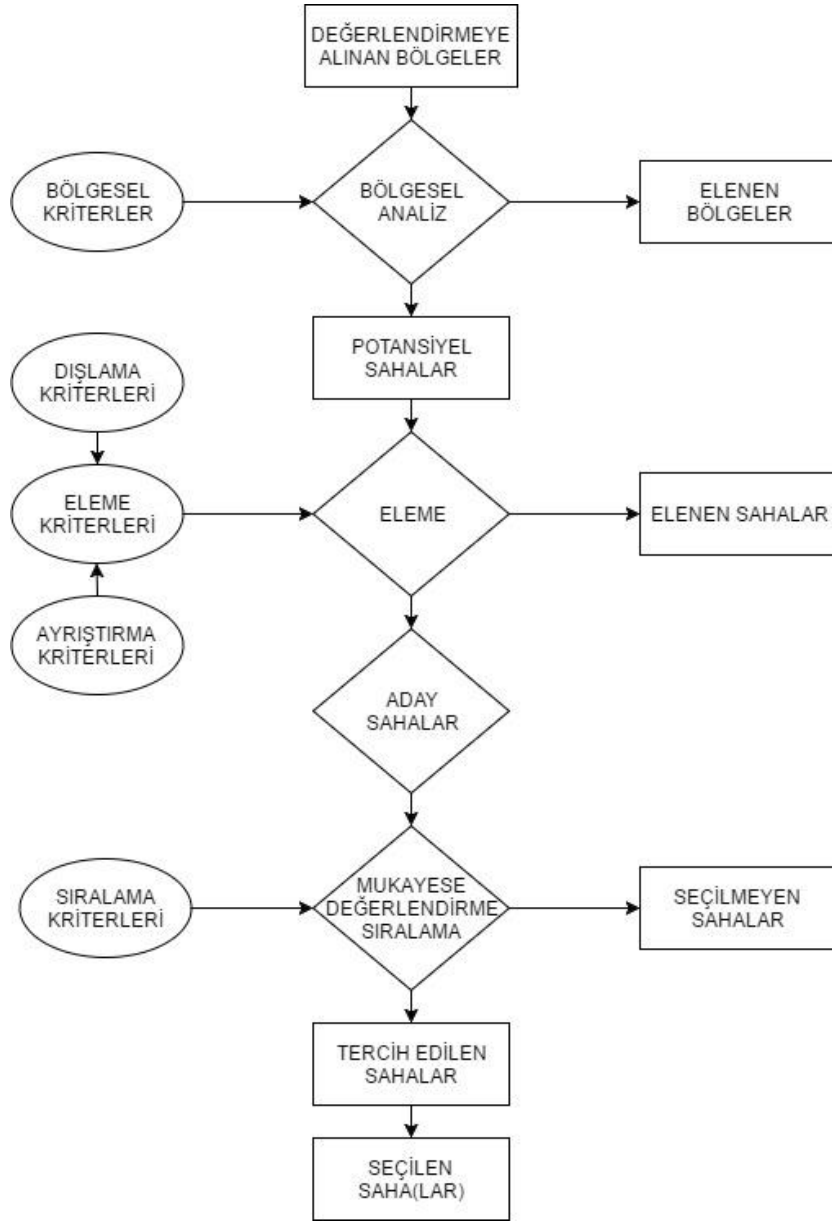 DEĞERLENDİRMEYE
ALINAN BÖLGELER
BÖLGESEL
KRİTERLER
BÖLGESEL
ANALİZ
ELENEN
BÖLGELER
POTANSİYEL
SAHALAR
DIŞLAMA
KRİTERLERİ
ELEME
KRİTERLERİ
ELEME
ELENEN SAHALAR
AYRIŞTIRMA
KRİTERLERİ
ADAY
SAHALAR
SIRALAMA
KRİTERLERİ
MUKAYESE
DEĞERLENDİRME
SIRALAMA
SEÇİLMEYEN
SAHALAR
TERCİH EDİLEN
SAHALAR
SEÇİLEN
SAHA(LAR)